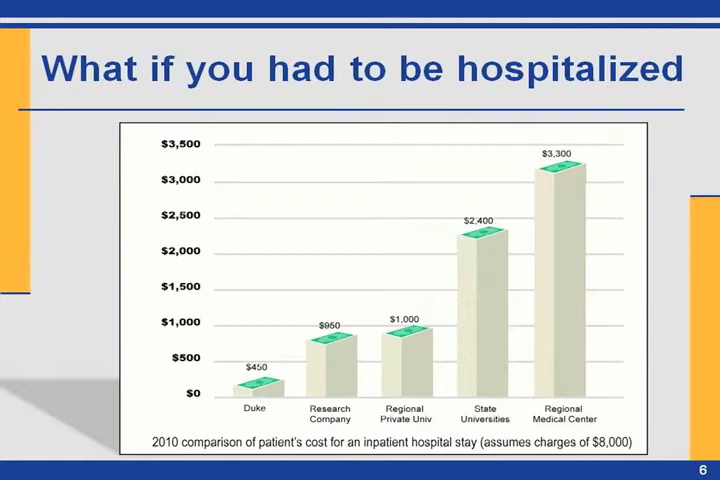 What if you had to be hospitalized
$3,500
$3,000
$2,500
$2,000
$1,500
$1,000
$500
$0
$450
$950
$1,000
$2,400
$3,300
Duke
Research
Company
Regional
Private Univ
State
Universities
Regional
Medical Center
2010 comparison of patient's cost for an inpatient hospital stay (assumes charges of $8,000)
6